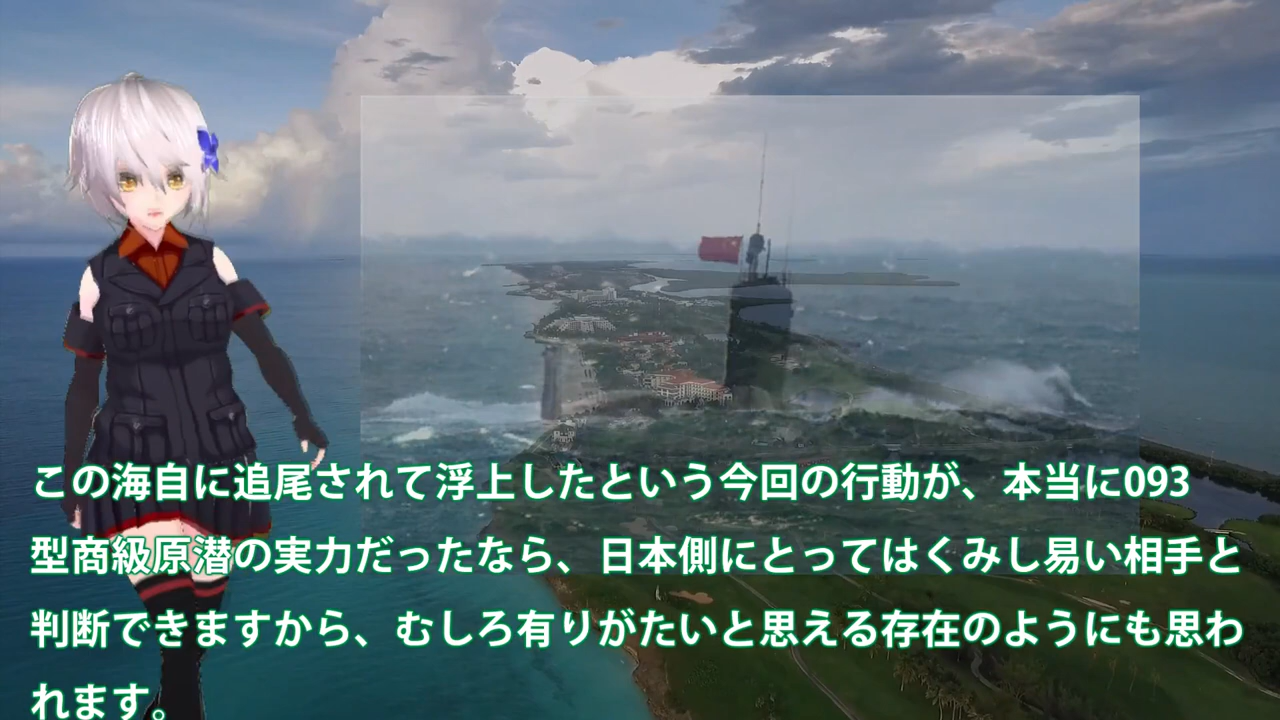 この海自に追尾されて浮上したという今回の行動が、本当に093
型商級原潜の実力だったなら、日本側にとってはくみし易い相手と
判断できますから、むしろ有りがたいと思える存在のようにも思わ
れます。